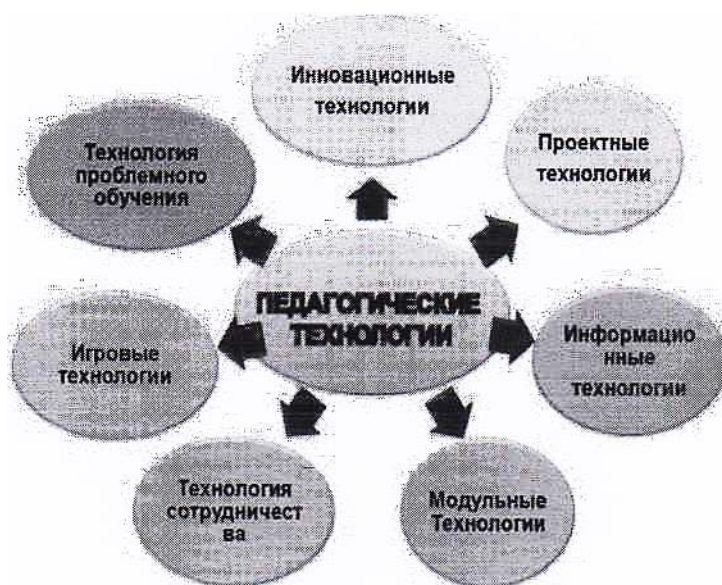 Инновационные
технологии
Проектные
технологии
Технология
проблемного
обучения
ПЕДАГОГИЧЕСКИЕ
ТЕХНОЛОГИИ
Информацио
нные
технологии
Игровые
технологии
Технология
сотрудничест
ва
Модульные
Технологии